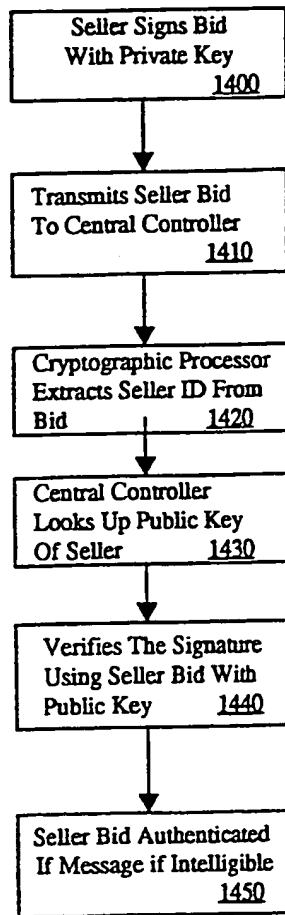 Seller Signs Bid
With Private Key
1400
Transmits Seller Bid
To Central Controller
1410
Cryptographic Processor
Extracts Seller ID From
Bid 1420
Central Controller
Looks Up Public Key
Of Seller 1430
Verifies The Signature
Using Seller Bid With
Public Key 1440
Seller Bid Authenticated
If Message if Intelligible
1450